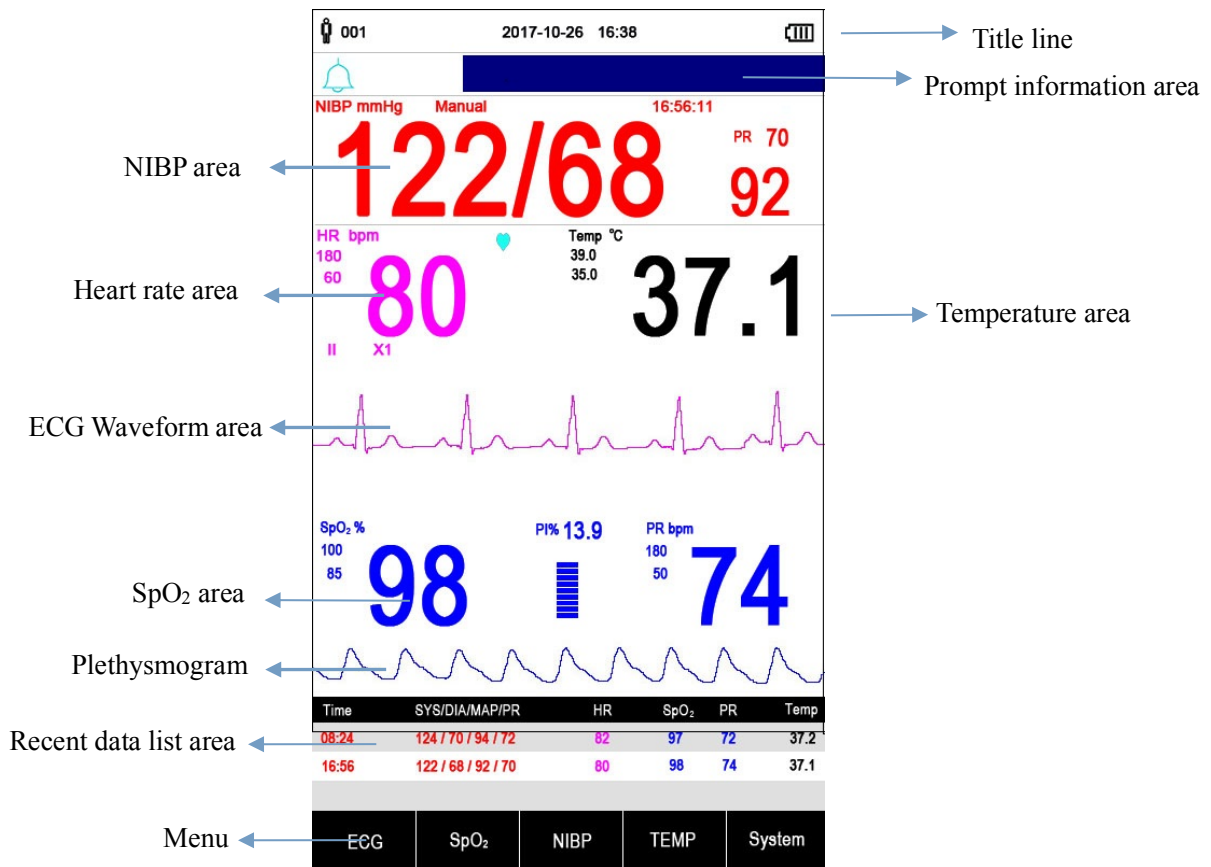 001 2017-10-26 16:38
Title line
Prompt information area
NIBP mmHg Manual 16:56:11
122/68
PR 70
92
NIBP area
HR bpm
180
60
80
II X1
Heart rate area
Temp °C
39.0
35.0
37.1
Temperature area
ECG Waveform area
SpO₂ %
100
85
98
PI% 13.9
PR bpm
180
50
74
SpO₂ area
Plethysmogram
Time SYS/DIA/MAP/PR HR SpO₂ PR Temp
08:24 124 / 70 / 94 / 72 82 97 72 37.2
16:56 122 / 68 / 92 / 70 80 98 74 37.1
Recent data list area
Menu
ECG SpO₂ NIBP TEMP System